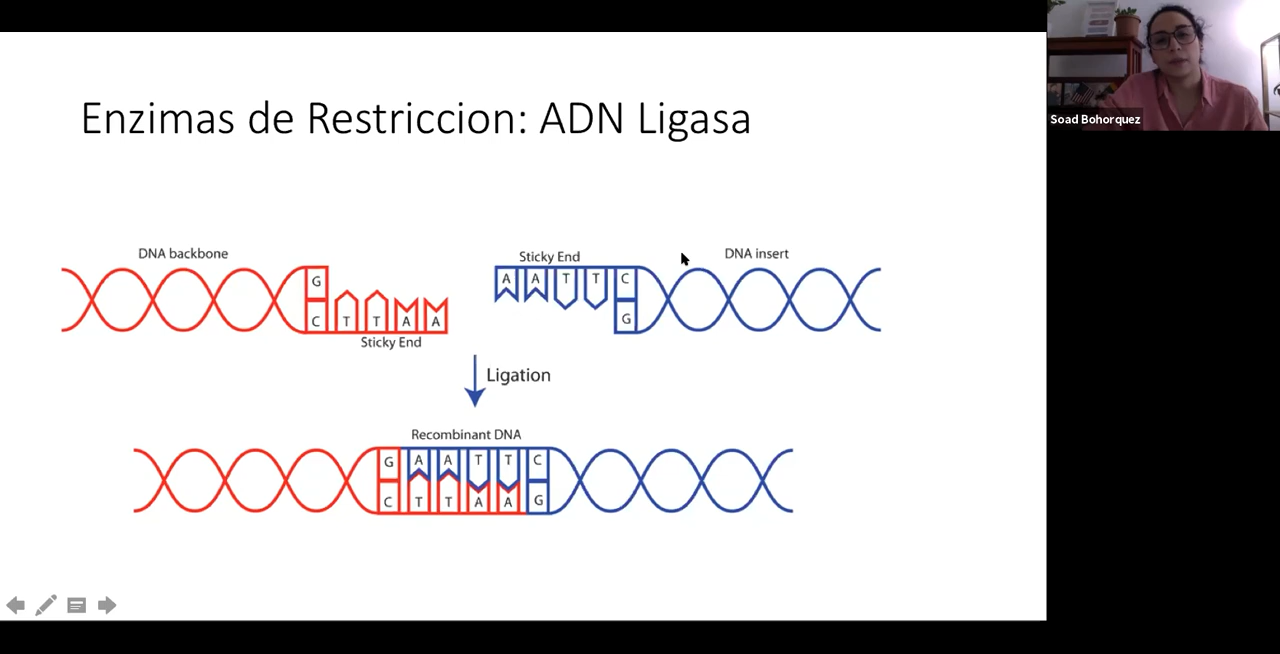 Enzimas de Restriccion: ADN Ligasa
Soad Bohorquez
DNA backbone
Sticky End
DNA insert
G
A A T T C
C T T A A
G
Sticky End
Ligation
Recombinant DNA
G A A T T C
C T T A A G